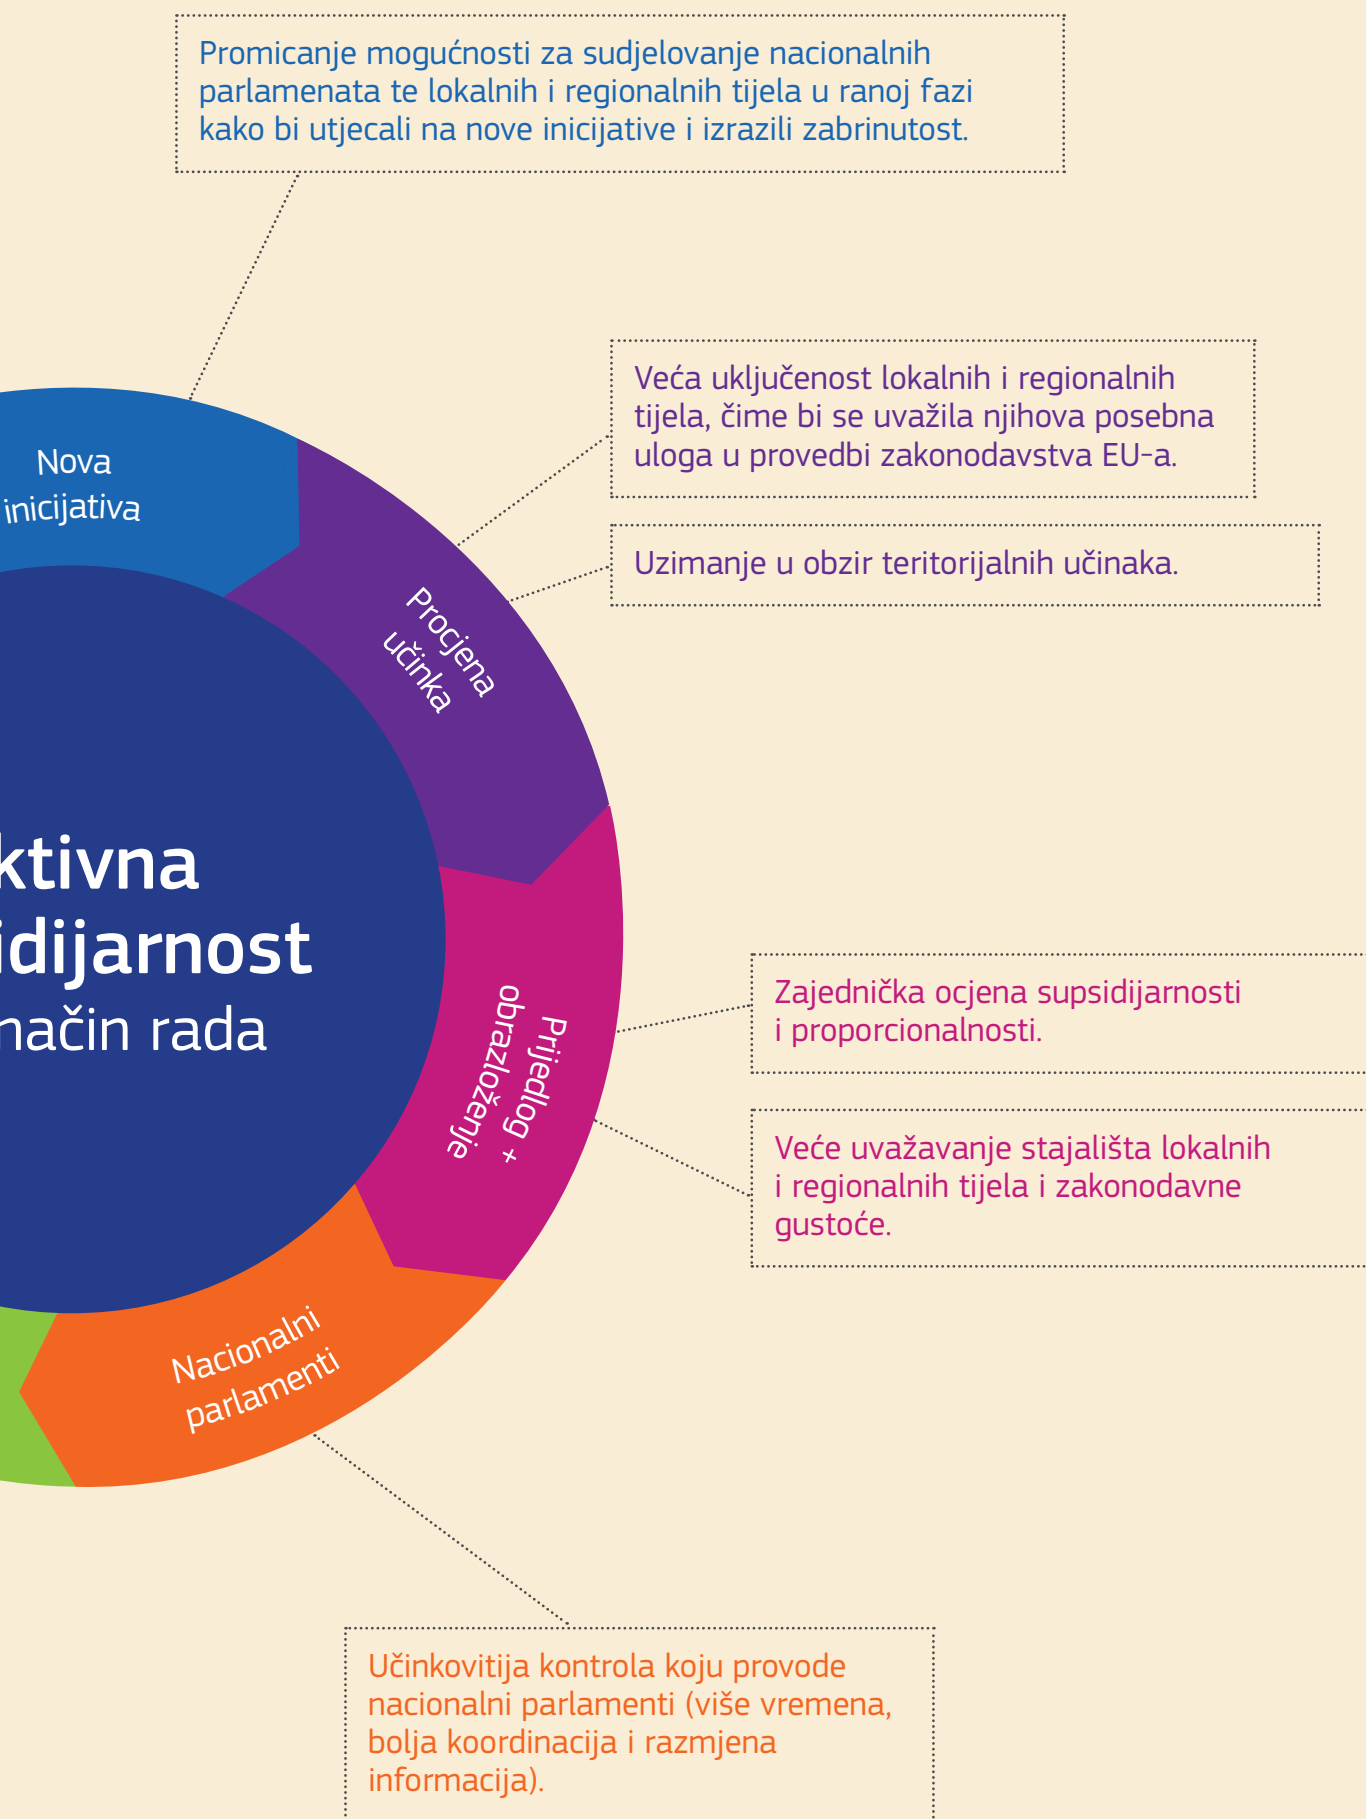 Promicanje mogućnosti za sudjelovanje nacionalnih
parlamenata te lokalnih i regionalnih tijela u ranoj fazi
kako bi utjecali na nove inicijative i izrazili zabrinutost.
Veća uključenost lokalnih i regionalnih
tijela, čime bi se uvažila njihova posebna
uloga u provedbi zakonodavstva EU-a.
Uzimanje u obzir teritorijalnih učinaka.
Nova
inicijativa
Procjena
učinka
ktivna
idijarnost
način rada
Prijedlog +
obrazloženje
Zajednička ocjena supsidijarnosti
i proporcionalnosti.
Veće uvažavanje stajališta lokalnih
i regionalnih tijela i zakonodavne
gustoće.
Nacionalni
parlamenti
Učinkovitija kontrola koju provode
nacionalni parlamenti (više vremena,
bolja koordinacija i razmjena
informacija).